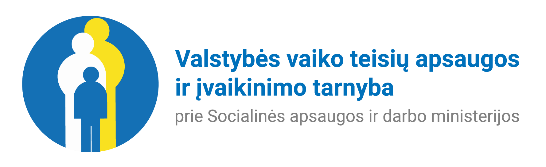 Valstybės vaiko teisių apsaugos
ir įvaikinimo tarnyba
prie Socialinės apsaugos ir darbo ministerijos